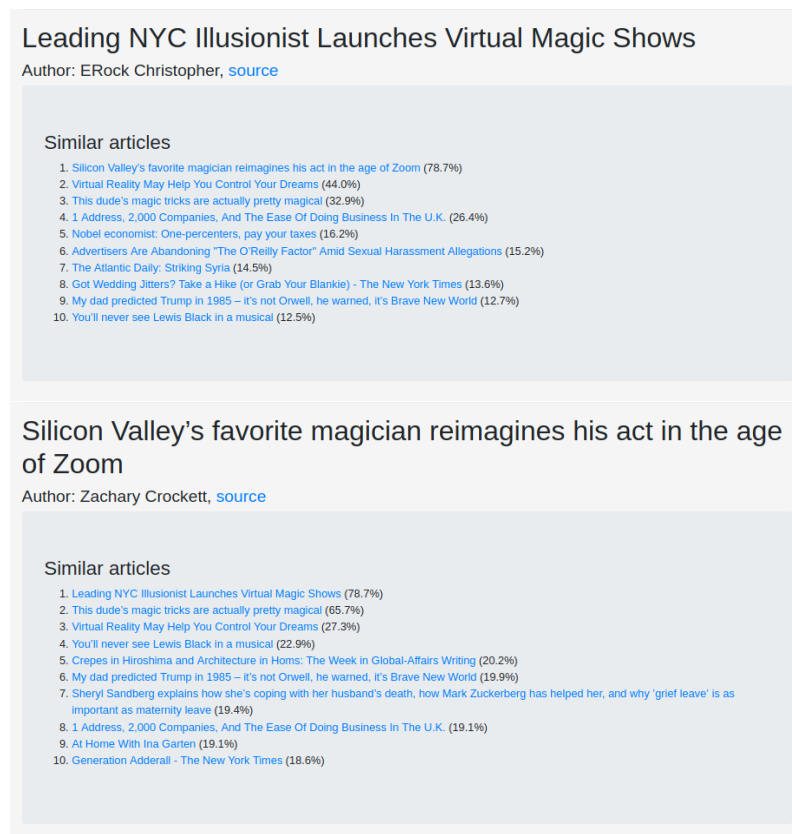 Leading NYC Illusionist Launches Virtual Magic Shows
Author: ERock Christopher, source
Similar articles
1. Silicon Valley's favorite magician reimagines his act in the age of Zoom (78.7%)
2. Virtual Reality May Help You Control Your Dreams (44.0%)
3. This dude's magic tricks are actually pretty magical (32.9%)
4. 1 Address, 2,000 Companies, And The Ease Of Doing Business In The U.K. (26.4%)
5. Nobel economist: One-percenters, pay your taxes (16.2%)
6. Advertisers Are Abandoning "The O'Reilly Factor" Amid Sexual Harassment Allegations (15.2%)
7. The Atlantic Daily: Striking Syria (14.5%)
8. Got Wedding Jitters? Take a Hike (or Grab Your Blankie) - The New York Times (13.6%)
9. My dad predicted Trump in 1985 – it's not Orwell, he warned, it's Brave New World (12.7%)
10. You'll never see Lewis Black in a musical (12.5%)
Silicon Valley’s favorite magician reimagines his act in the age
of Zoom
Author: Zachary Crockett, source
Similar articles
1. Leading NYC Illusionist Launches Virtual Magic Shows (78.7%)
2. This dude's magic tricks are actually pretty magical (65.7%)
3. Virtual Reality May Help You Control Your Dreams (27.3%)
4. You'll never see Lewis Black in a musical (22.9%)
5. Crepes in Hiroshima and Architecture in Homs: The Week in Global-Affairs Writing (20.2%)
6. My dad predicted Trump in 1985 – it's not Orwell, he warned, it's Brave New World (19.9%)
7. Sheryl Sandberg explains how she's coping with her husband's death, how Mark Zuckerberg has helped her, and why 'grief leave' is as
important as maternity leave (19.4%)
8. 1 Address, 2,000 Companies, And The Ease Of Doing Business In The U.K. (19.1%)
9. At Home With Ina Garten (19.1%)
10. Generation Adderall - The New York Times (18.6%)